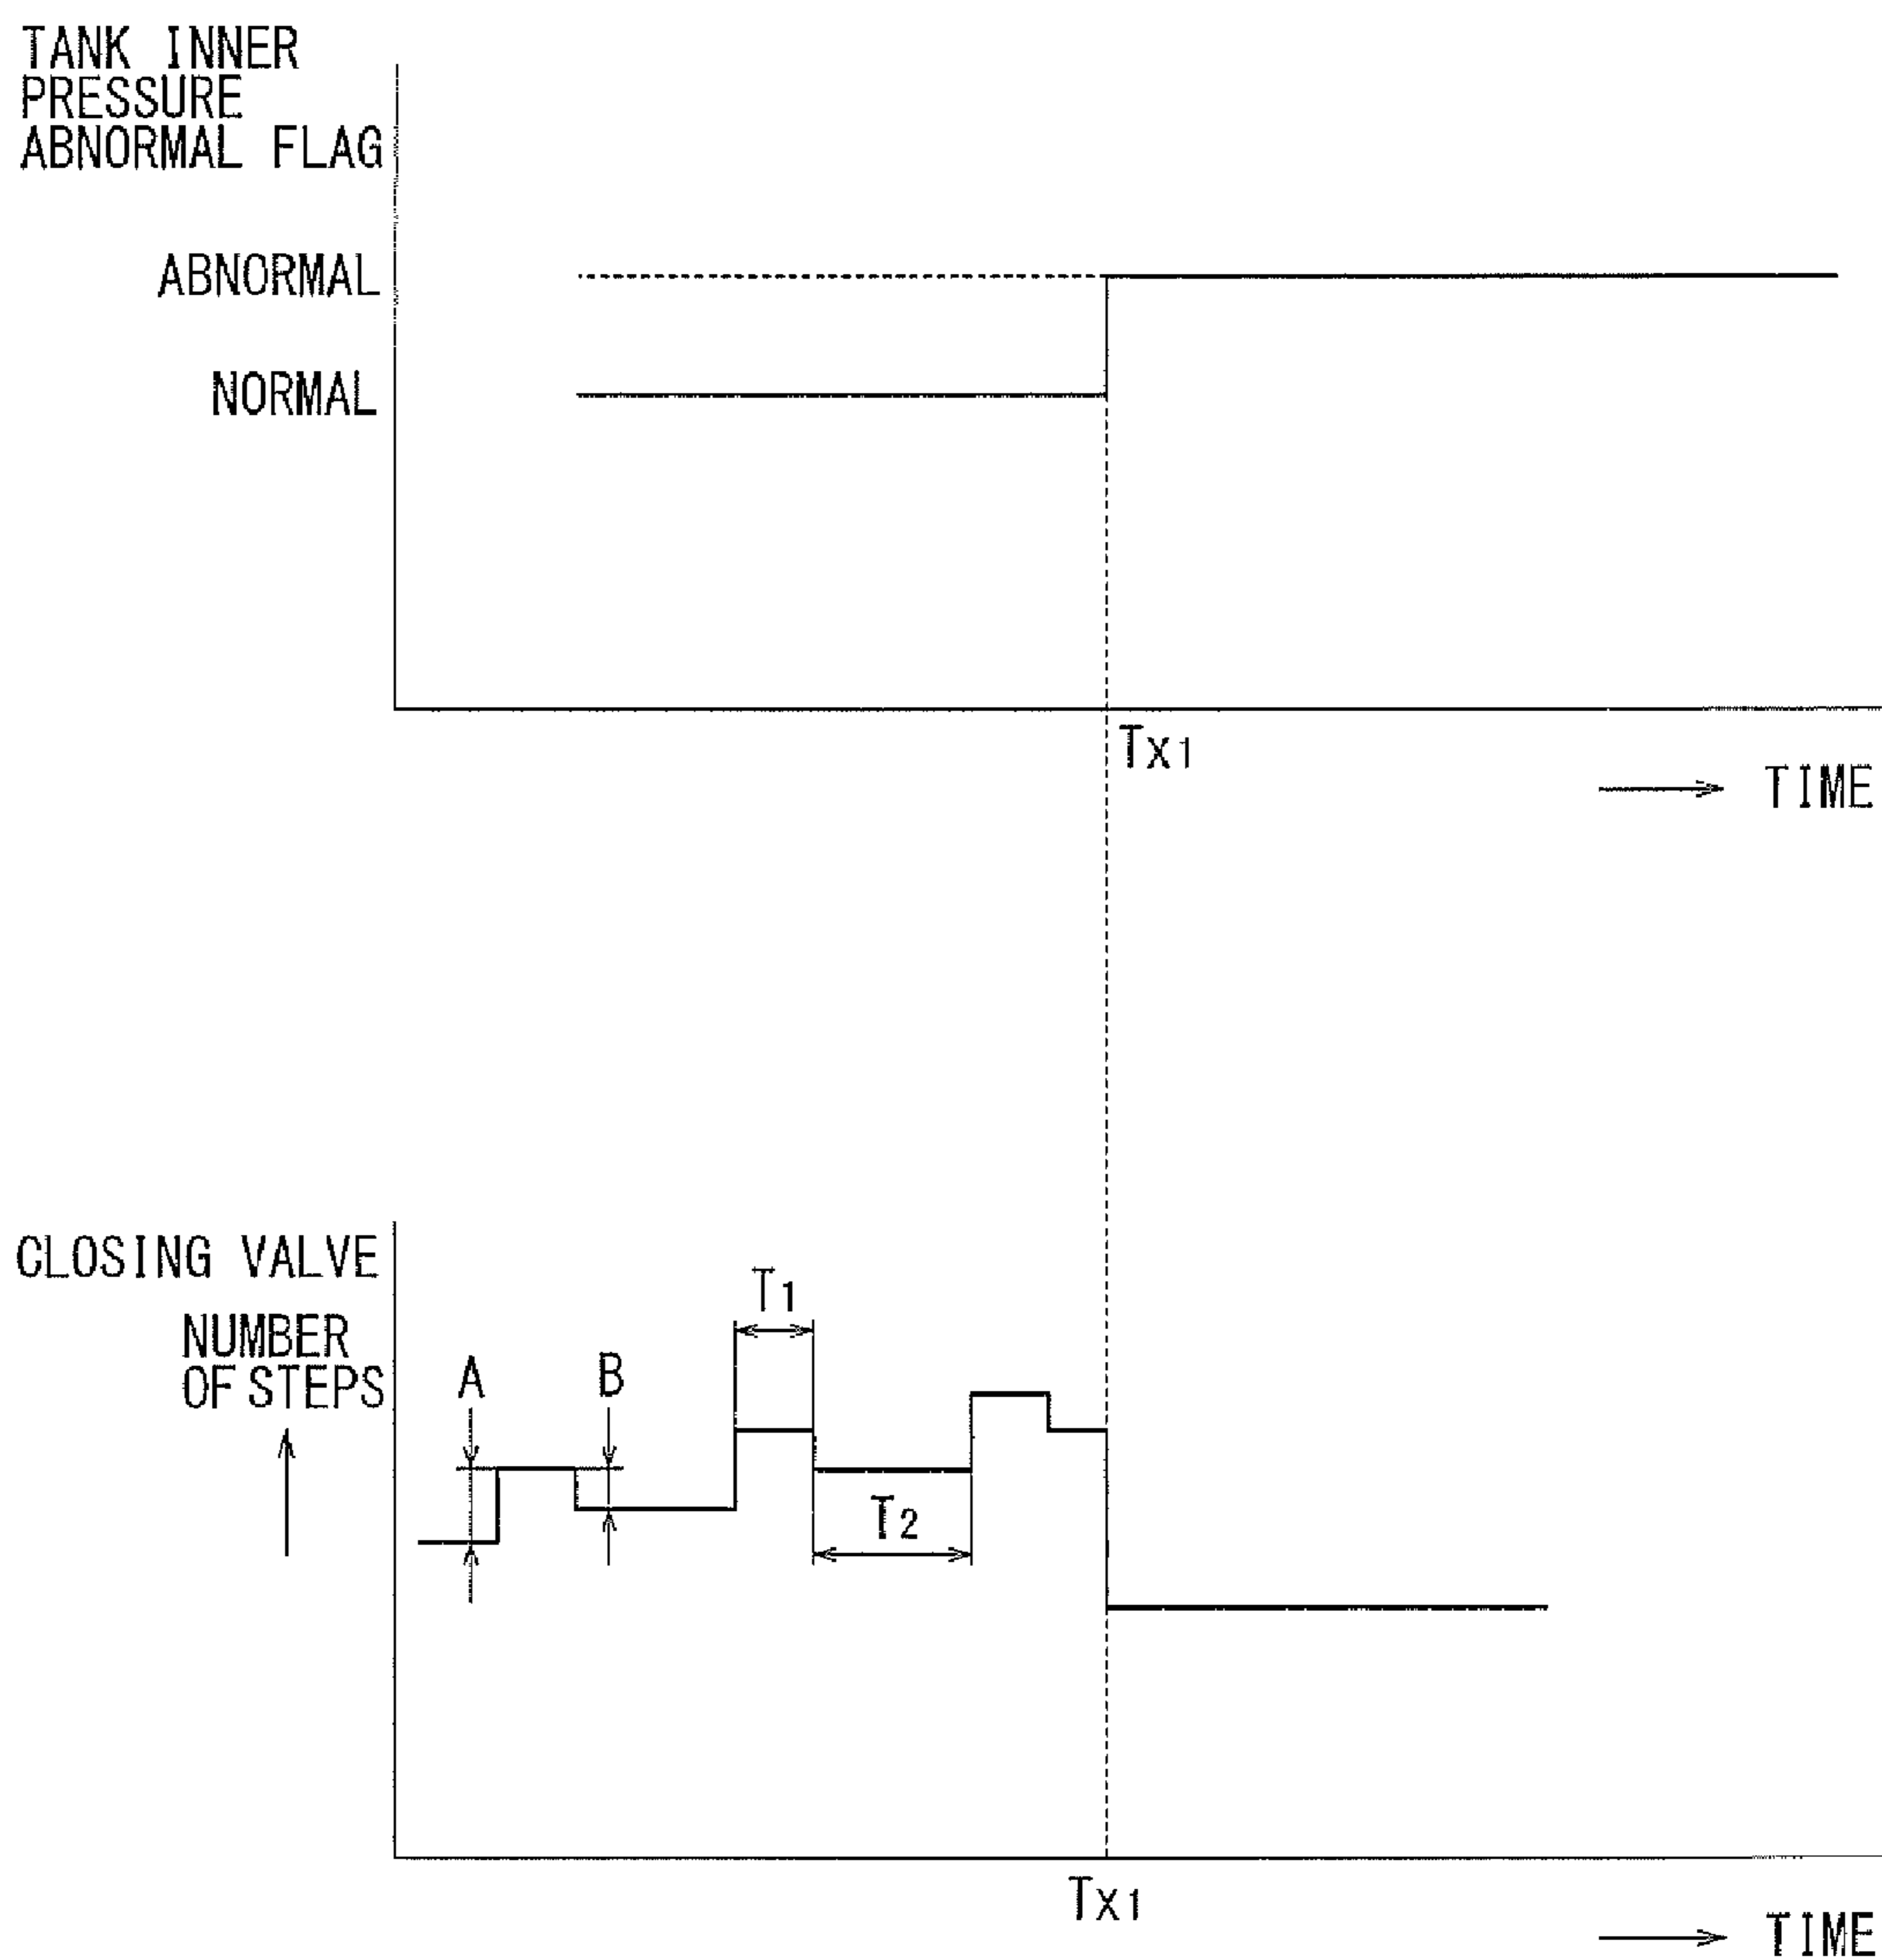 TANK INNER
PRESSURE
ABNORMAL FLAG
ABNORMAL
NORMAL
Tx1
TIME
CLOSING VALVE
NUMBER
OF STEPS
A
B
T1
T2
Tx1
TIME